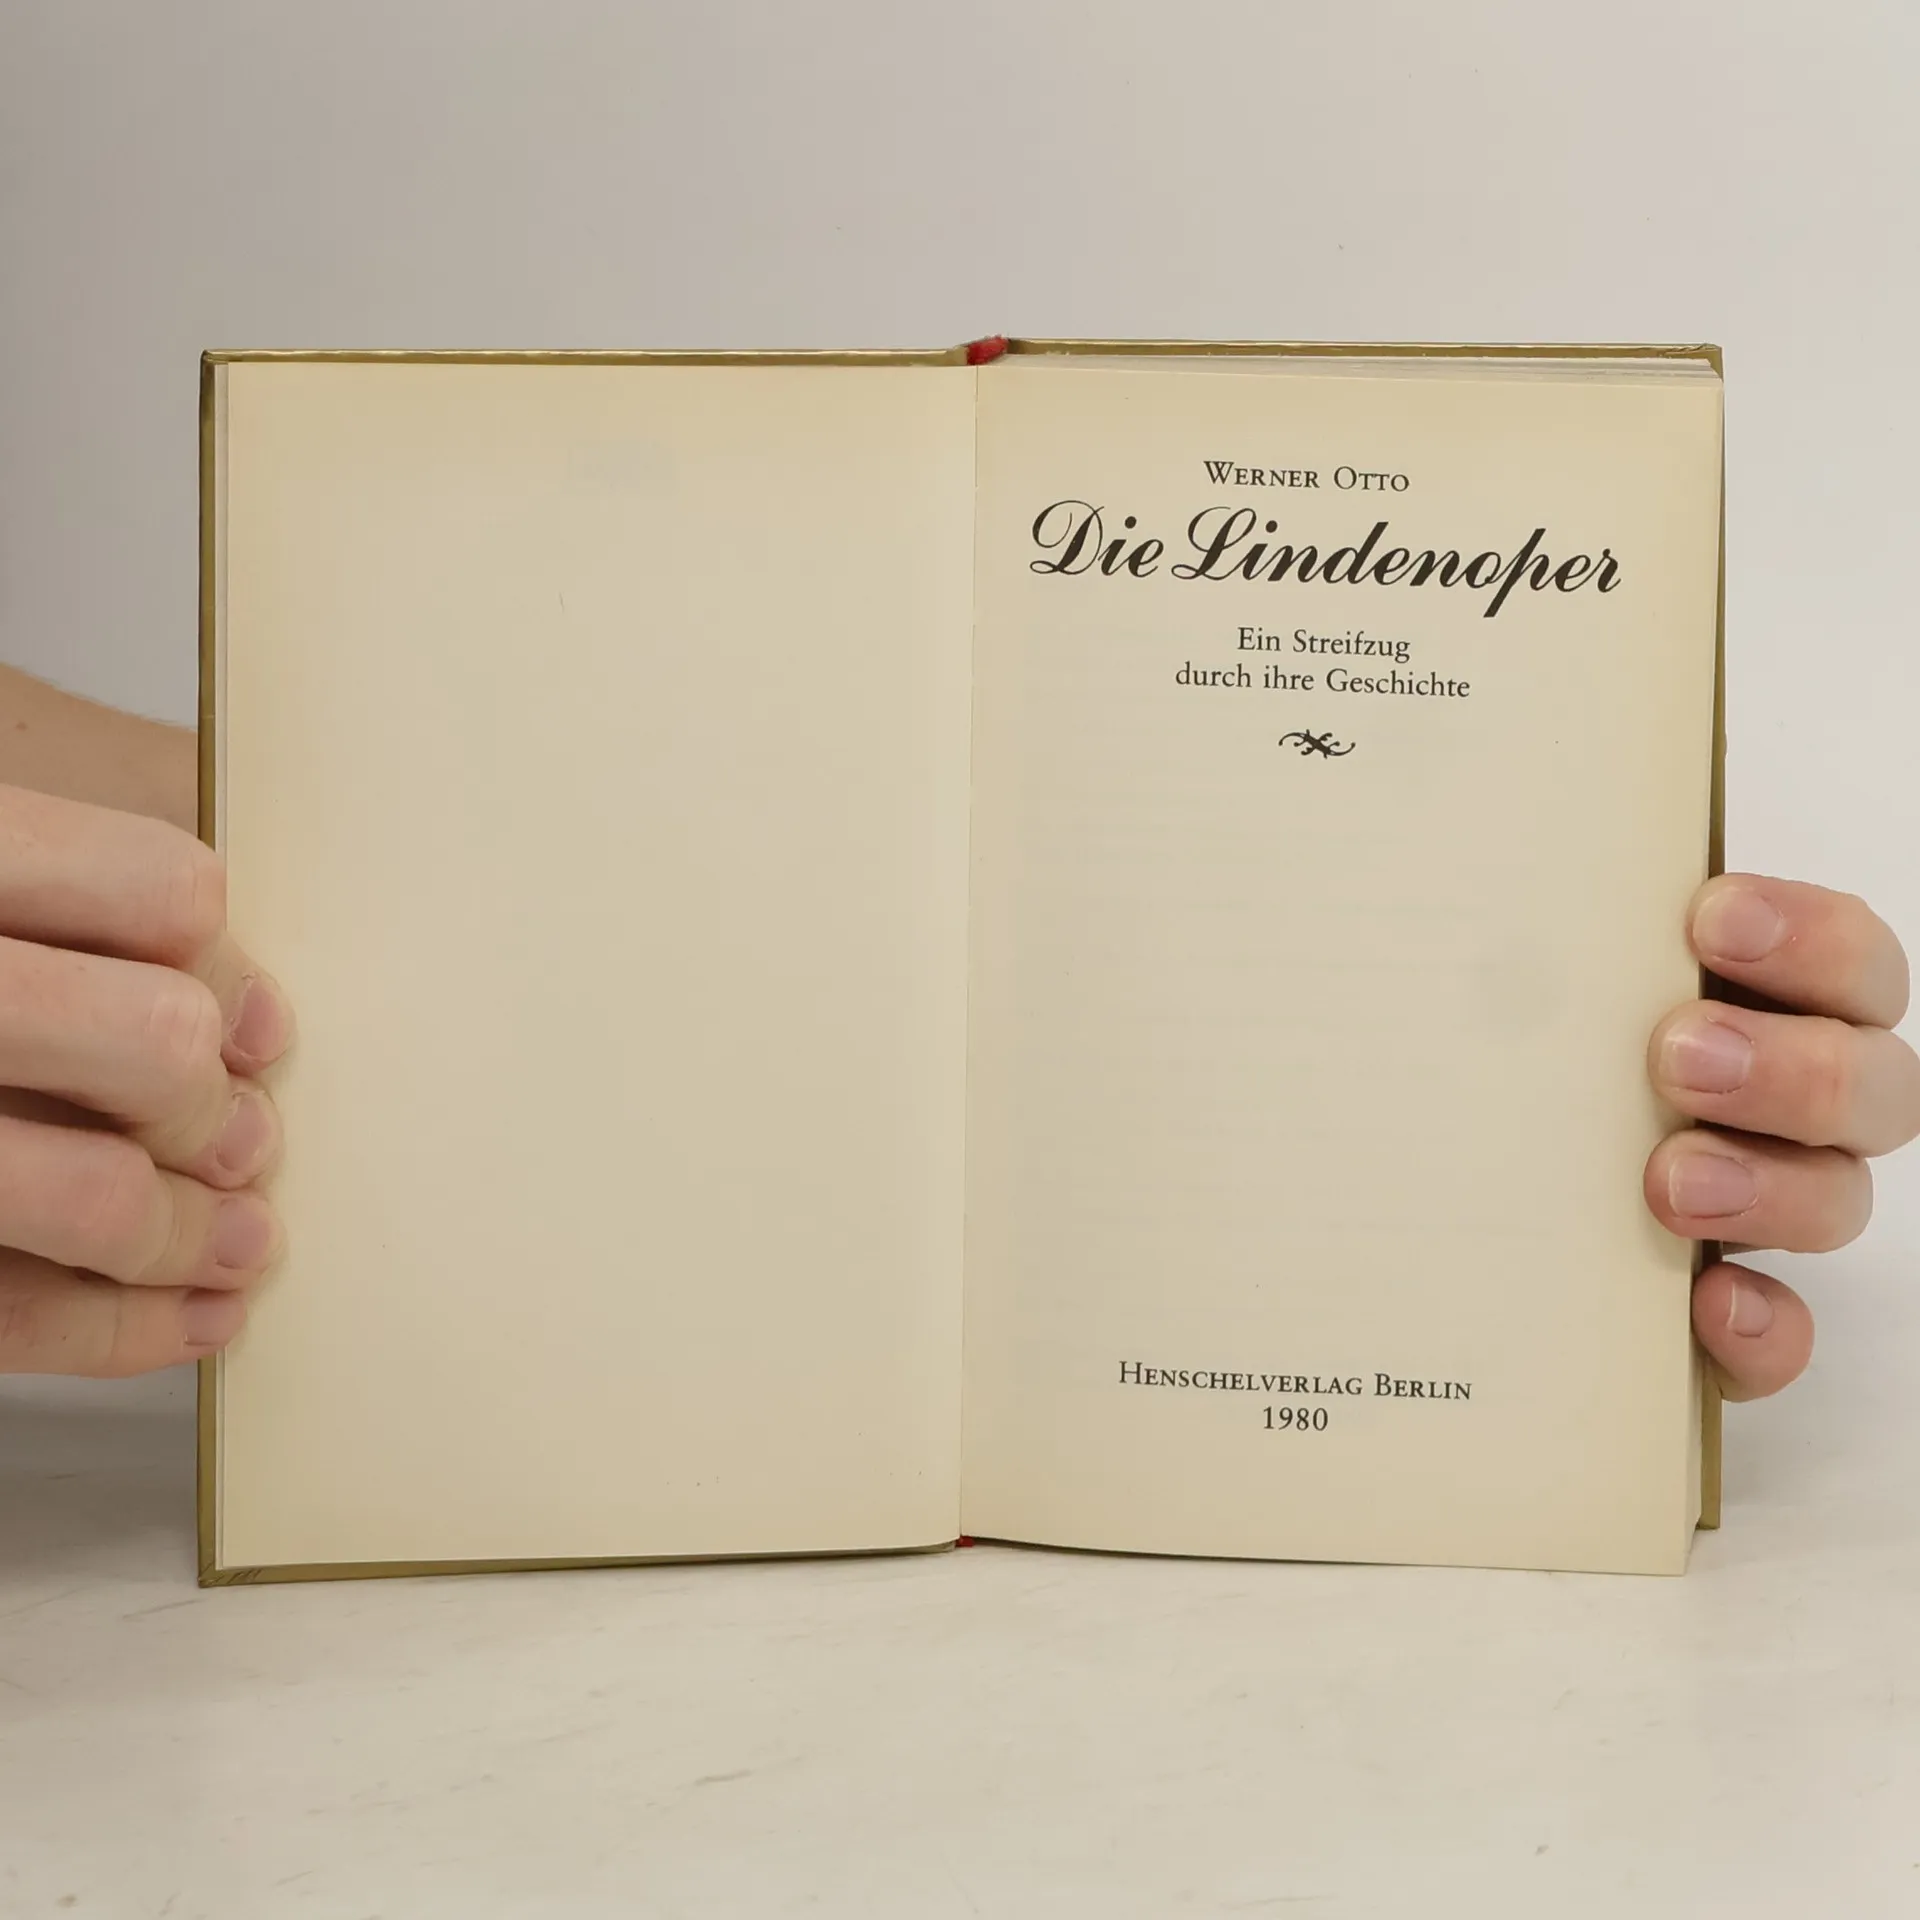 WERNER OTTO
Die Lindenoper
Ein Streifzug
durch ihre Geschichte
HENSCHELVERLAG BERLIN
1980